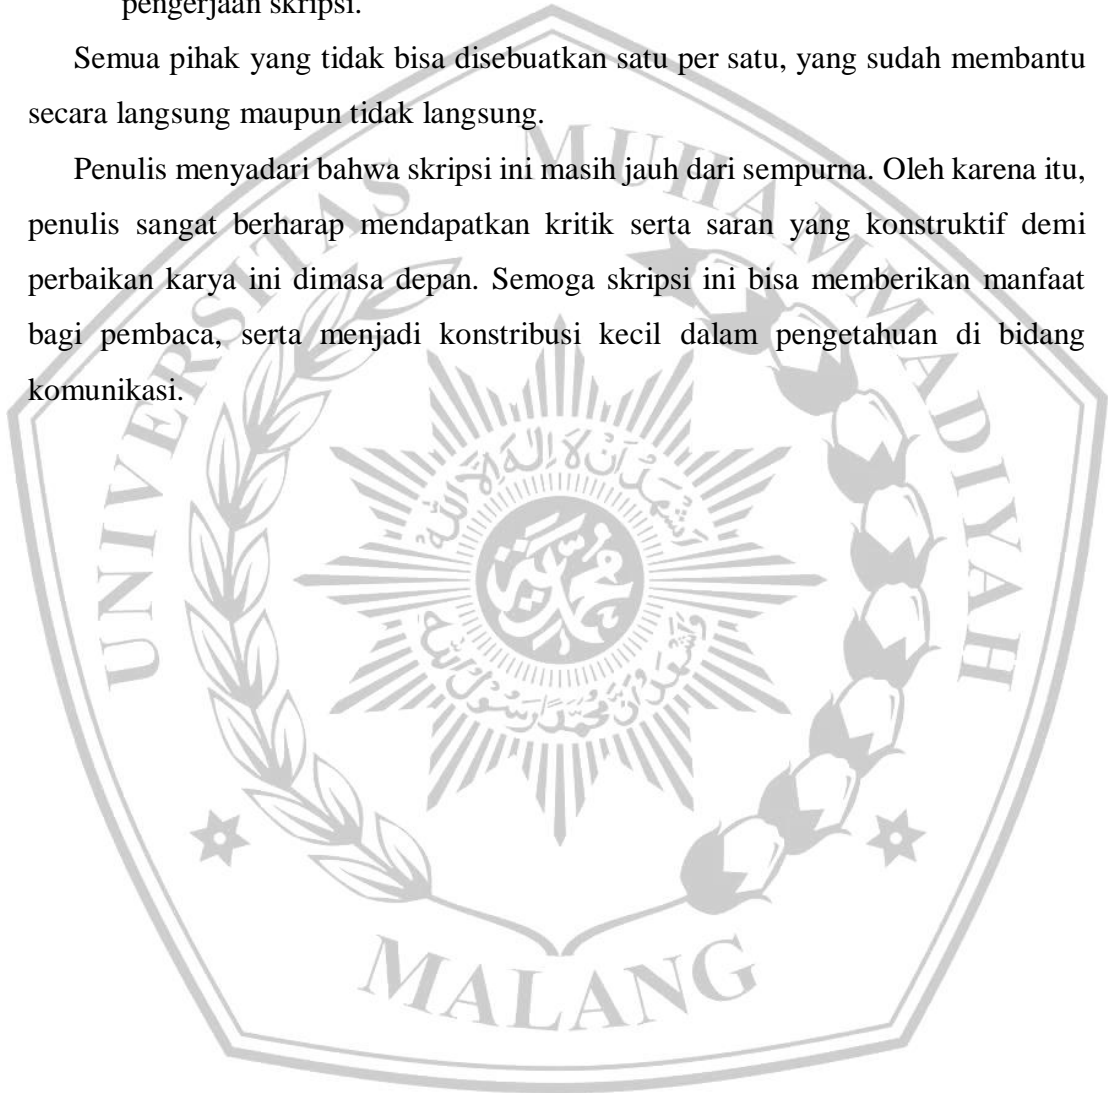 pengerjaan skripsi.
Semua pihak yang tidak bisa disebutkan satu per satu, yang sudah membantu
secara langsung maupun tidak langsung.
Penulis menyadari bahwa skripsi ini masih jauh dari sempurna. Oleh karena itu,
penulis sangat berharap mendapatkan kritik serta saran yang konstruktif demi
perbaikan karya ini dimasa depan. Semoga skripsi ini bisa memberikan manfaat
bagi pembaca, serta menjadi konstribusi kecil dalam pengetahuan di bidang
komunikasi.
UNIVERSITAS MUHAMMADIYAH
MALANG